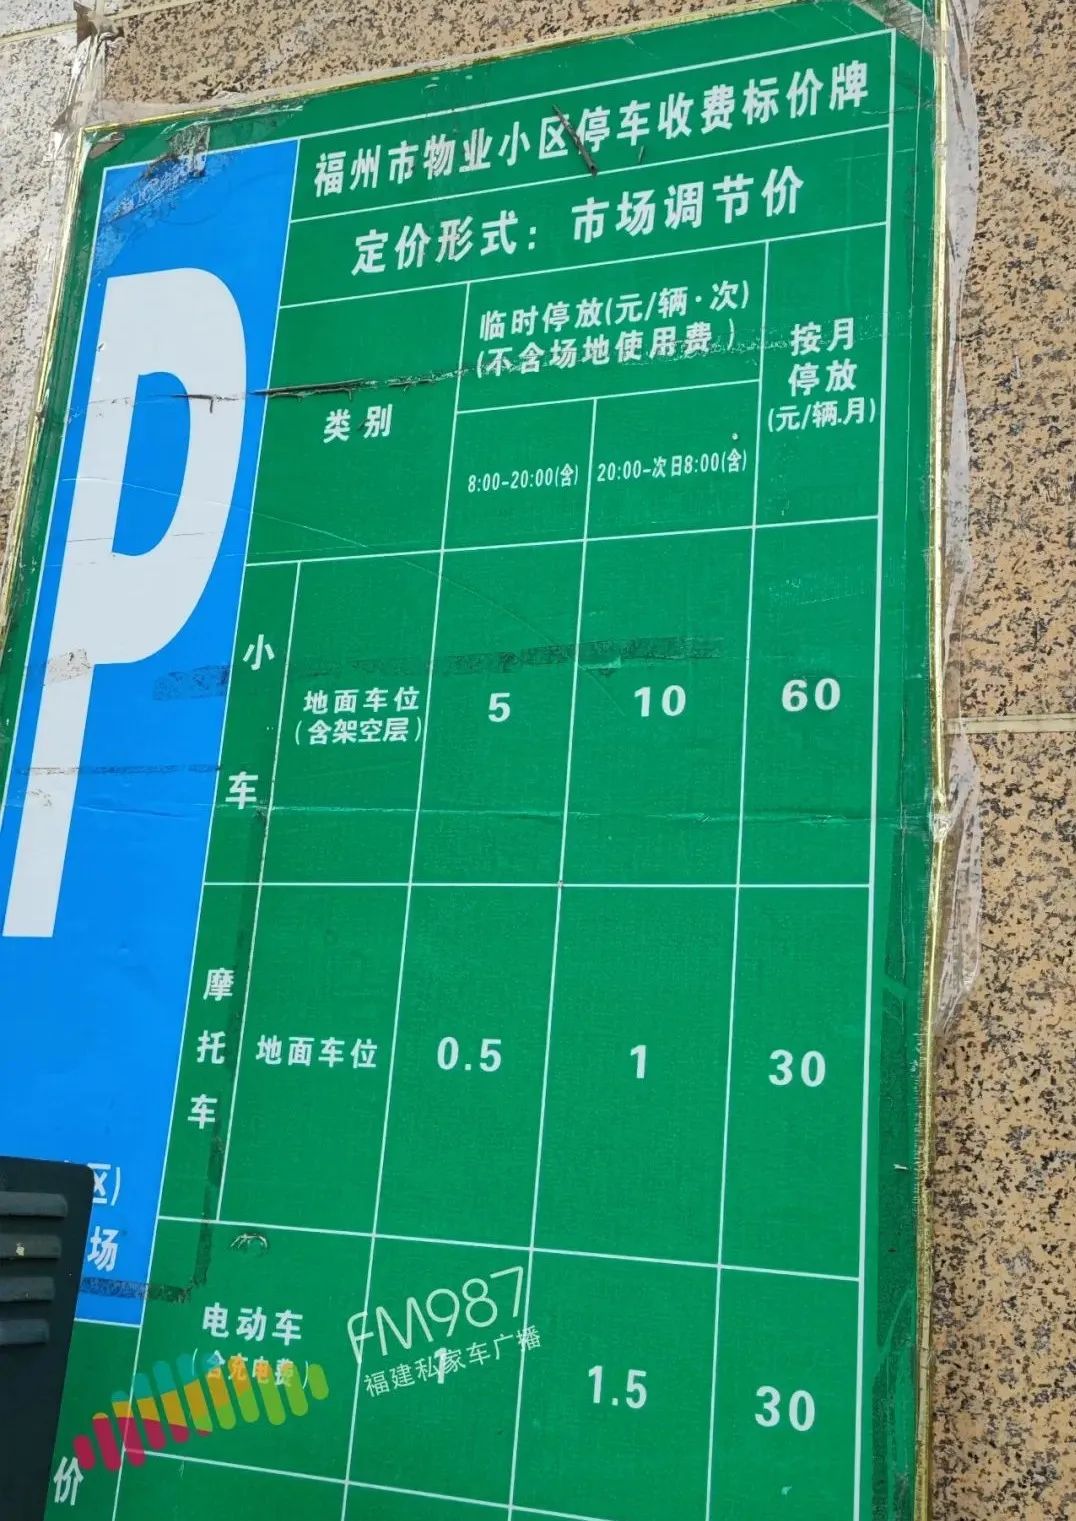 福州市物业小区停车收费标价牌
定价形式：市场调节价
类别
临时停放(元/辆·次)
(不含场地使用费)
按月
停放
(元/辆.月)
8:00-20:00(含)
20:00-次日8:00(含)
小车
地面车位
(含架空层)
5
10
60
摩托车
地面车位
0.5
1
30
电动车
(含充电费)
1
1.5
30
P
区)
场
价
FM987
福建私家车广播